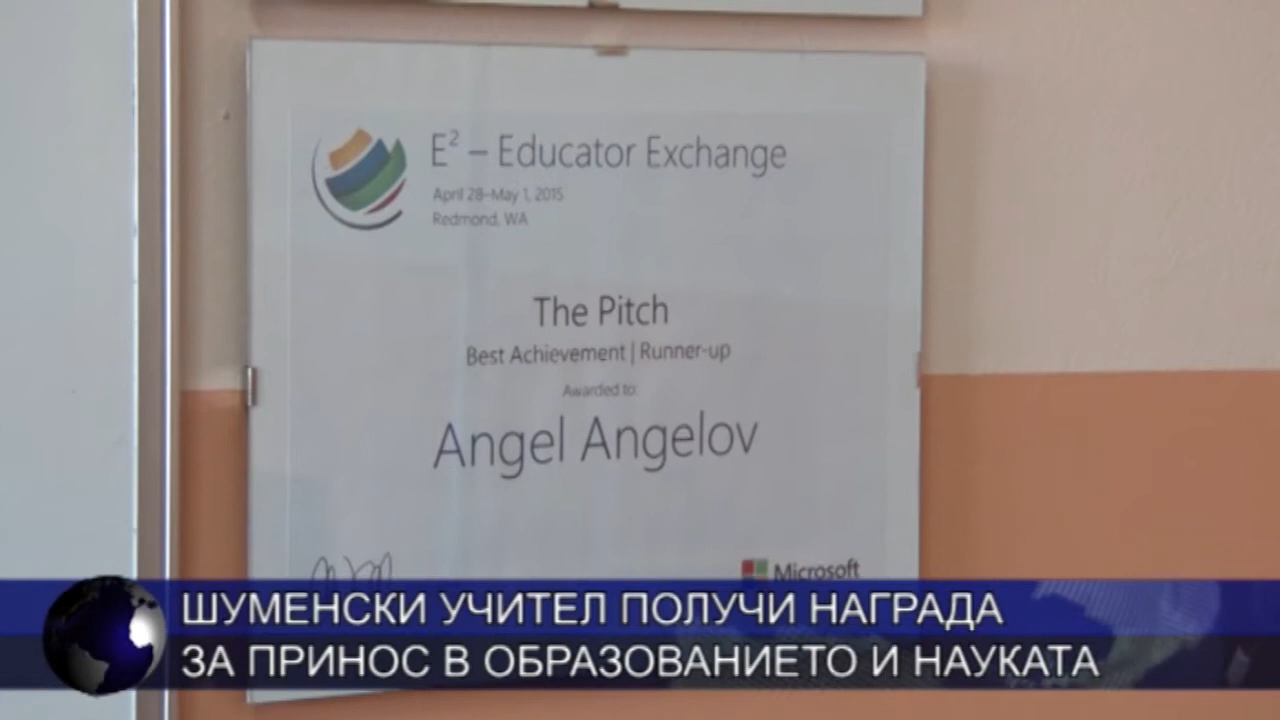 E² – Educator Exchange
April 28–May 1, 2015
Redmond, WA
The Pitch
Best Achievement | Runner-up
Awarded to:
Angel Angelov
Microsoft
ШУМЕНСКИ УЧИТЕЛ ПОЛУЧИ НАГРАДА
ЗА ПРИНОС В ОБРАЗОВАНИЕТО И НАУКАТА